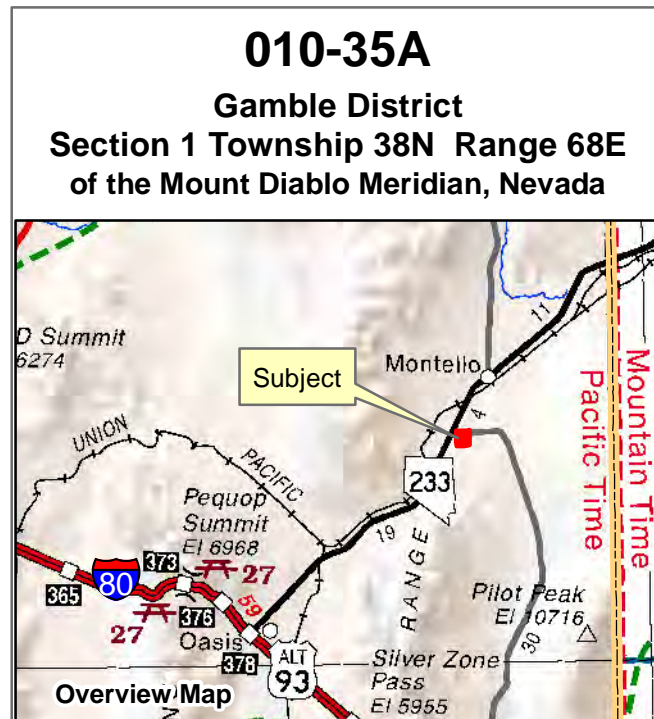 010-35A
Gamble District
Section 1 Township 38N Range 68E
of the Mount Diablo Meridian, Nevada
D Summit
6274
Subject
Montello
11
4
Mountain Time
Pacific Time
UNION
PACIFIC
233
19
RANGE
Pequop
Summit
El 6968
373
27
80
365
27
376
59
Oasis
378
ALT
93
Pilot Peak
El 10716
30
Silver Zone
Pass
El 5955
Overview Map